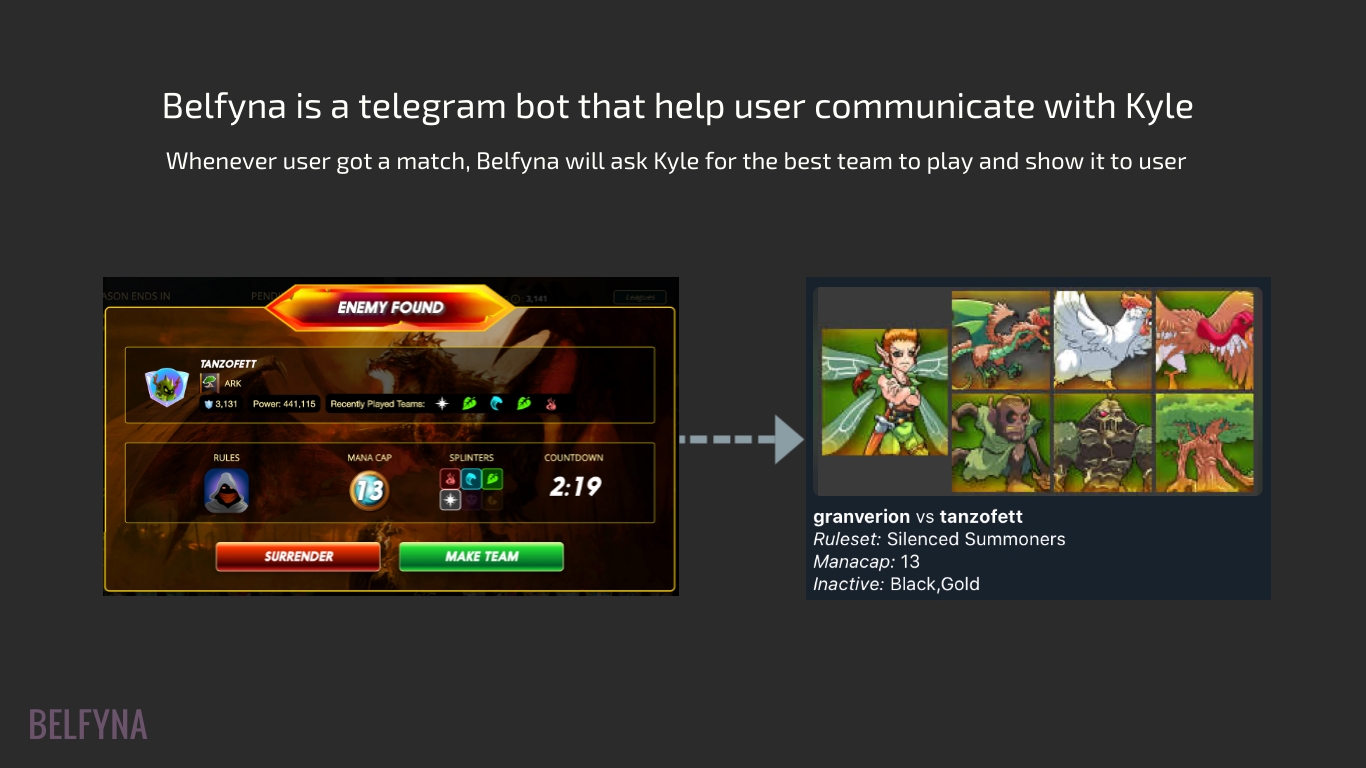 Belfyna is a telegram bot that help user communicate with Kyle
Whenever user got a match, Belfyna will ask Kyle for the best team to play and show it to user
ASON ENDS IN
PEND
3,141
Leagues
ENEMY FOUND
TANZOFETT
ARK
3,131 Power: 441,115 Recently Played Teams:
RULES MANA CAP SPLINTERS COUNTDOWN
13 2:19
SURRENDER MAKE TEAM
granverion vs tanzofett
Ruleset: Silenced Summoners
Manacap: 13
Inactive: Black,Gold
BELFYNA